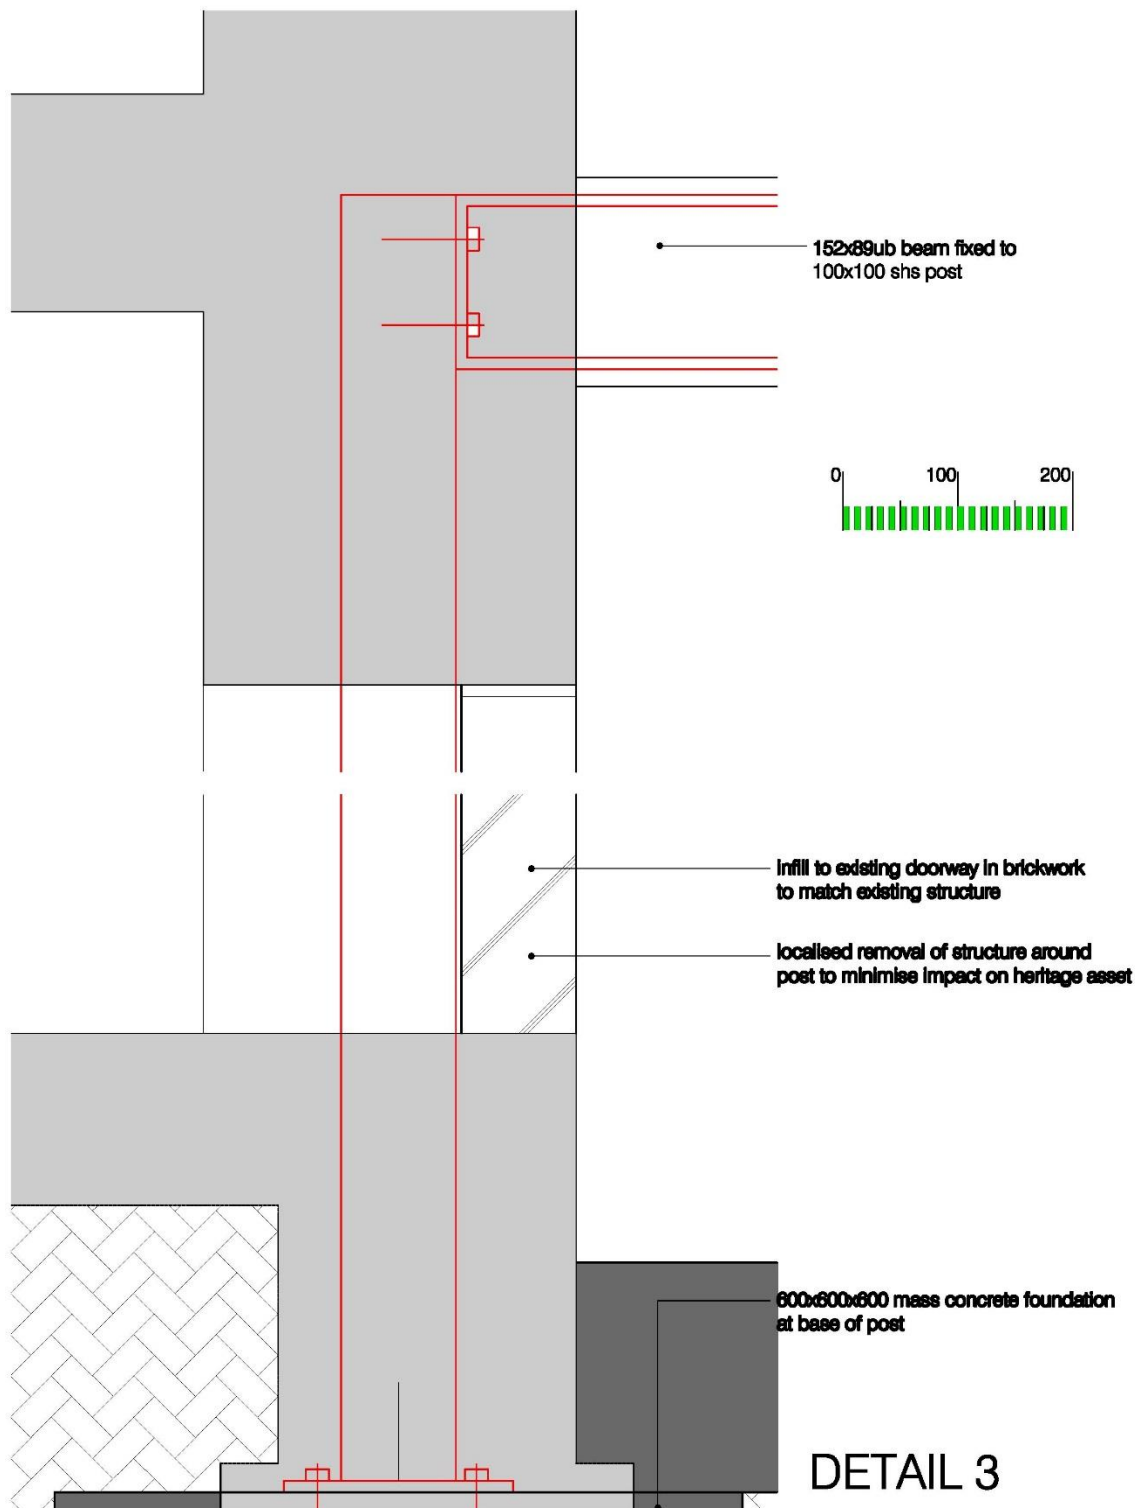 152x89ub beam fixed to
100x100 shs post
0 100 200
infill to existing doorway in brickwork
to match existing structure
localised removal of structure around
post to minimise impact on heritage asset
600x600x600 mass concrete foundation
at base of post
DETAIL 3